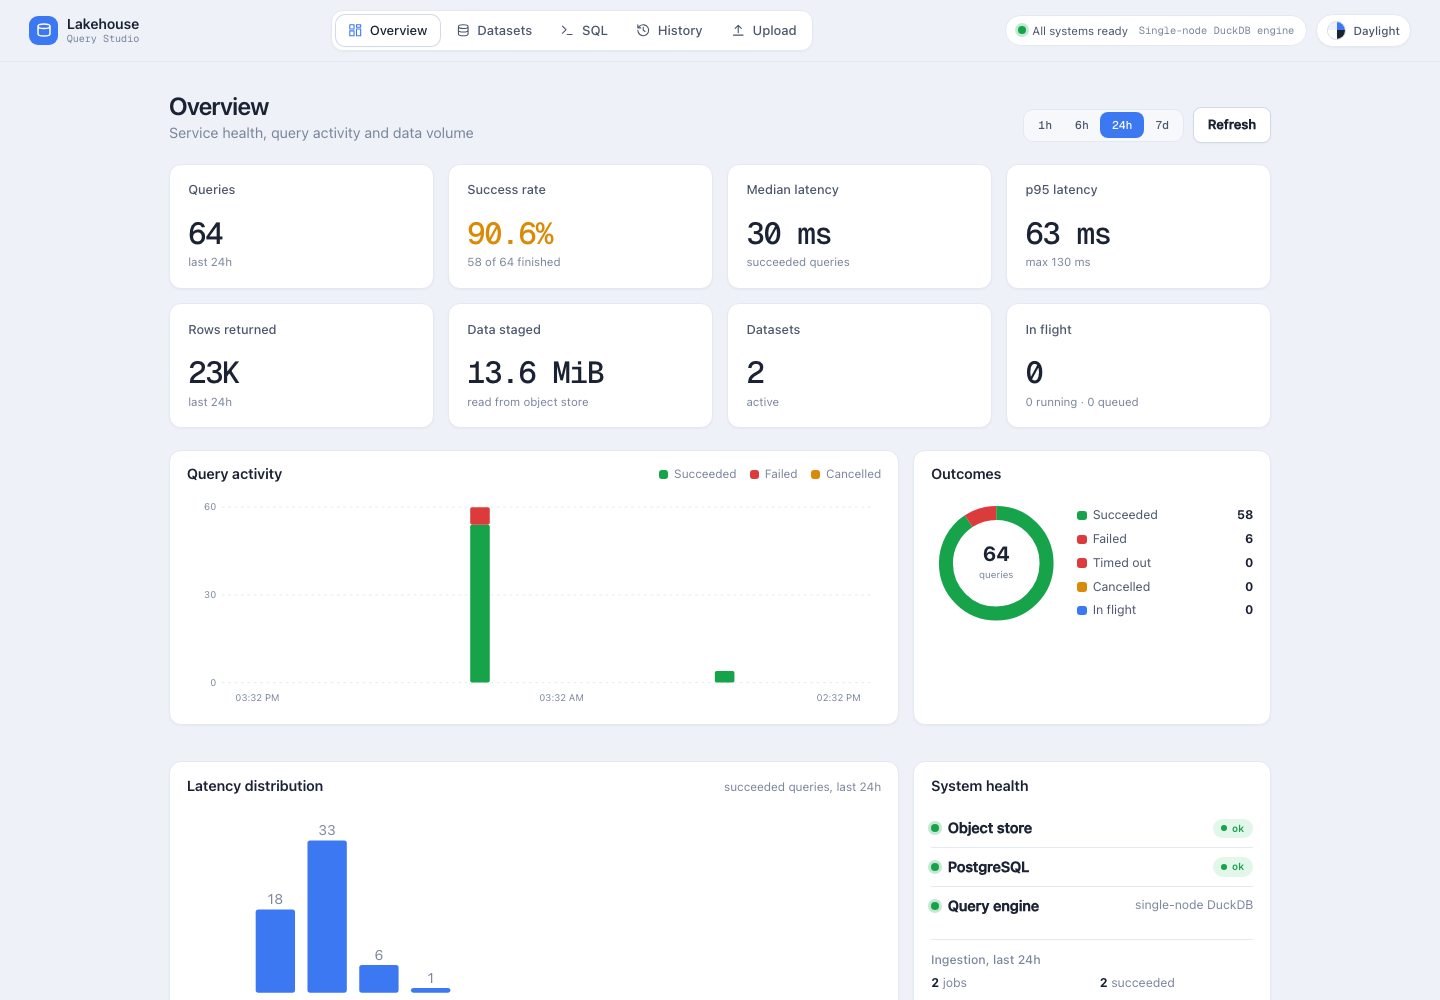 Lakehouse
Query Studio
Overview
Datasets
SQL
History
Upload
All systems ready Single-node DuckDB engine
Daylight
Overview
Service health, query activity and data volume
1h 6h 24h 7d
Refresh
Queries
64
last 24h
Success rate
90.6%
58 of 64 finished
Median latency
30 ms
succeeded queries
p95 latency
63 ms
max 130 ms
Rows returned
23K
last 24h
Data staged
13.6 MiB
read from object store
Datasets
2
active
In flight
0
0 running · 0 queued
Query activity
Succeeded Failed Cancelled
60
30
0
03:32 PM 03:32 AM 02:32 PM
Outcomes
64
queries
Succeeded 58
Failed 6
Timed out 0
Cancelled 0
In flight 0
Latency distribution
succeeded queries, last 24h
18
33
6
1
System health
Object store ok
PostgreSQL ok
Query engine single-node DuckDB
Ingestion, last 24h
2 jobs 2 succeeded